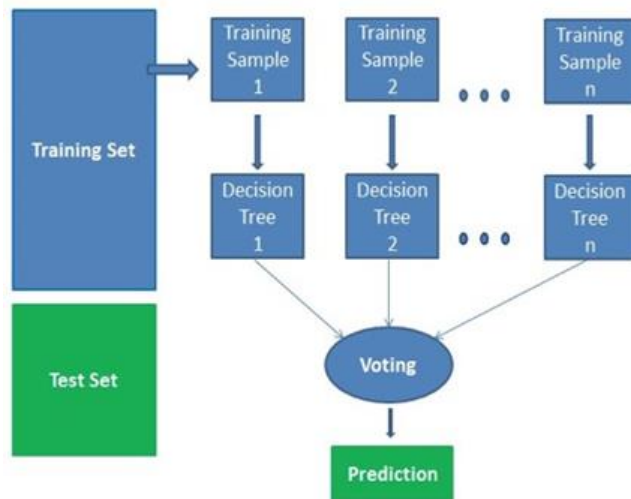 Training Set
Training
Sample
1
Training
Sample
2
Training
Sample
n
Decision
Tree
1
Decision
Tree
2
Decision
Tree
n
Test Set
Voting
Prediction